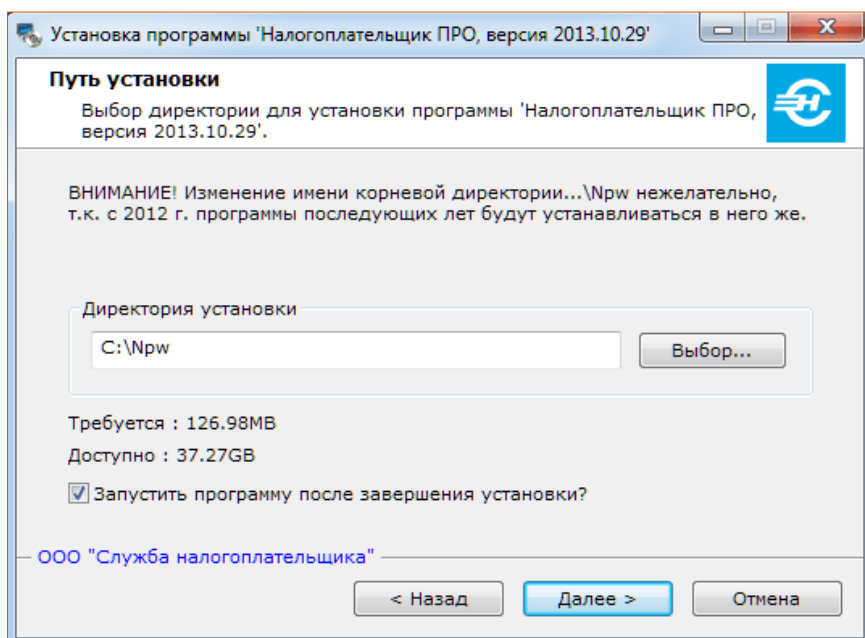 Установка программы 'Налогоплательщик ПРО, версия 2013.10.29'
Путь установки
Выбор директории для установки программы 'Налогоплательщик ПРО,
версия 2013.10.29'.
ВНИМАНИЕ! Изменение имени корневой директории...\Npw нежелательно,
т.к. с 2012 г. программы последующих лет будут устанавливаться в него же.
Директория установки
C:\Npw
Выбор...
Требуется : 126.98MB
Доступно : 37.27GB
Запустить программу после завершения установки?
ООО "Служба налогоплательщика"
< Назад
Далее >
Отмена